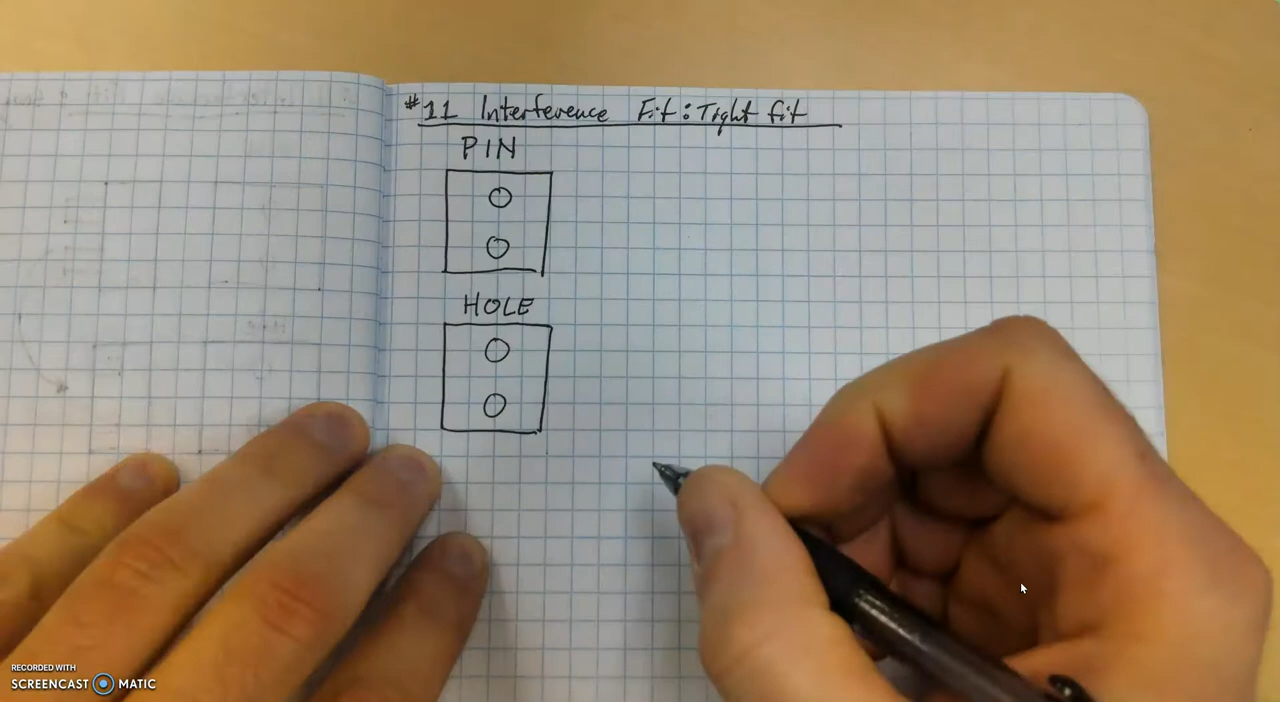 #11 Interference Fit: Tight fit
PIN
HOLE
RECORDED WITH
SCREENCAST MATIC